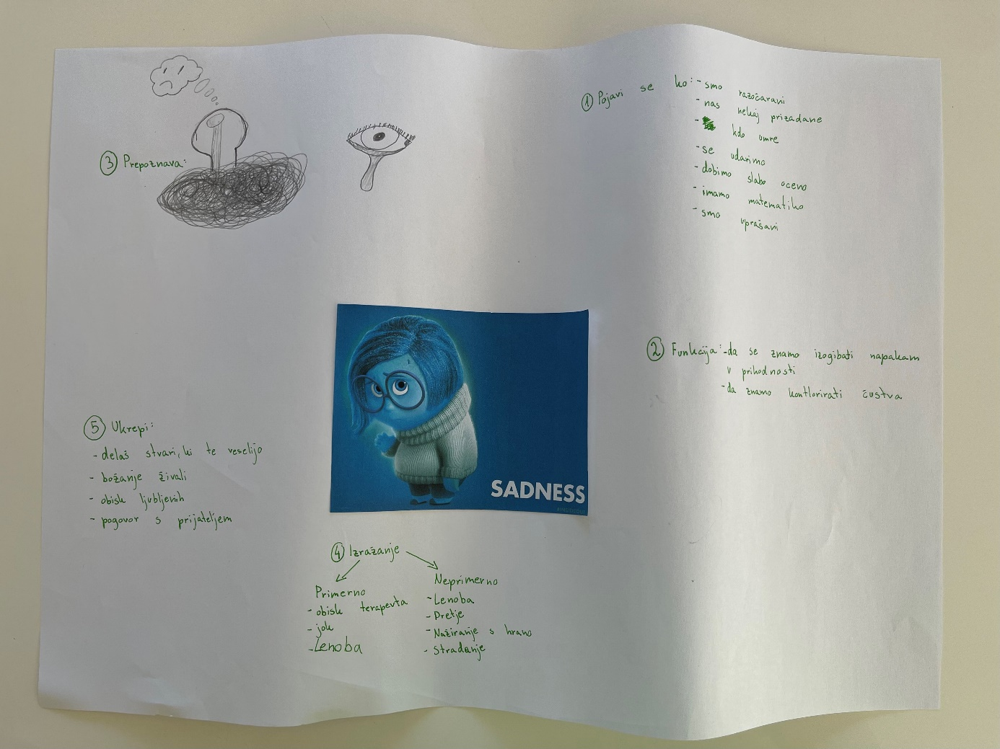 ① Pojavi se ko: - smo razočarani
- nas nekaj prizadane
- kdo umre
- se udarimo
- dobimo slabo oceno
- imamo matematiko
- smo vprašani
② Funkcija: - da se znamo izogibati napakam
v prihodnosti
- da znamo kontlorirati čustva
③ Prepoznava:
SADNESS
④ Izražanje
Primerno
- obisk terapevta
- jok
- Lenoba
Neprimerno
- Lenoba
- Pretje
- Nažiranje s hrano
- stradanje
⑤ Ukrepi:
- delaš stvari, ki te veselijo
- božanje živali
- obisk ljubljenih
- pogovor s prijateljem